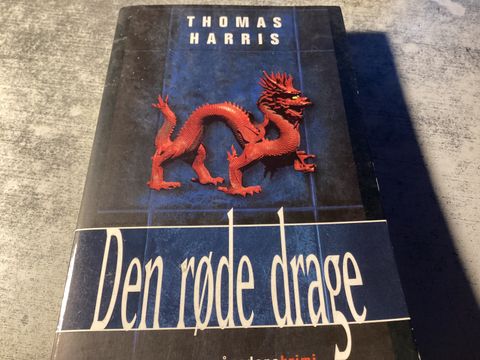 THOMAS
HARRIS
Den røde drage